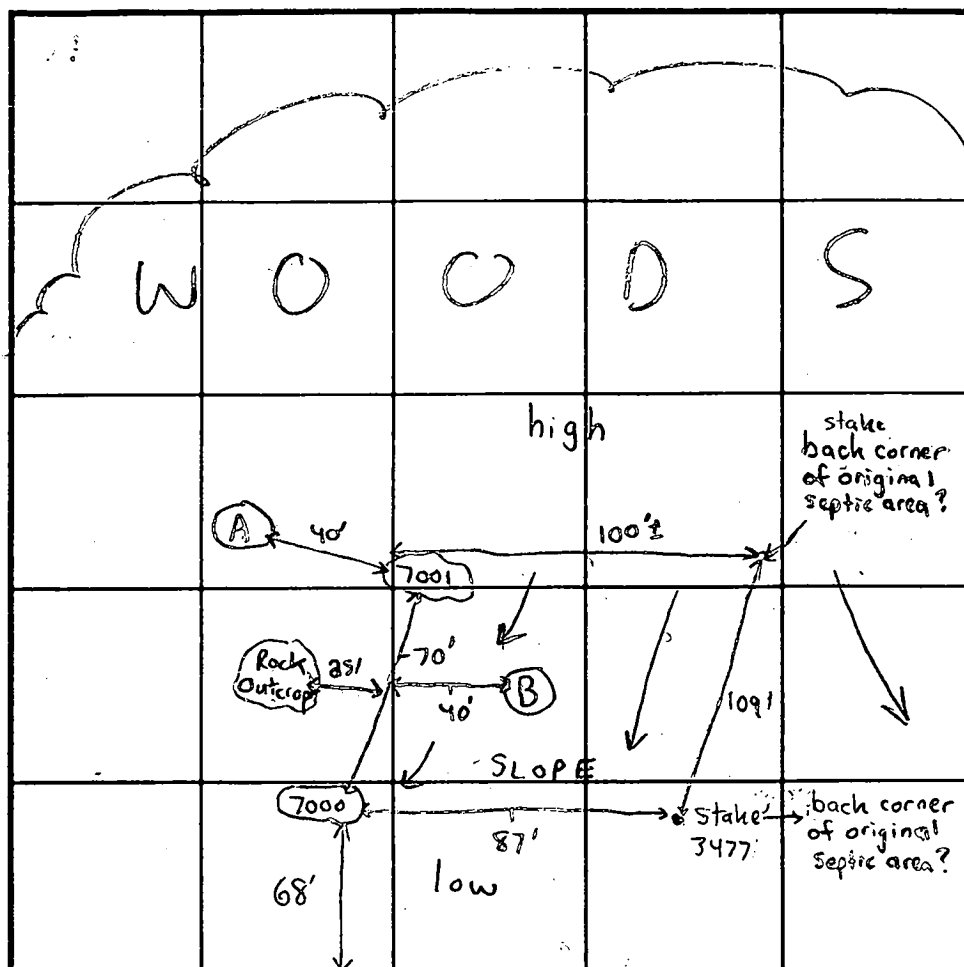 W O O D S
high
stake
back corner
of original
septic area?
A
40'
100'±
7001
Rock
Outcrop
25'
70'
40'
B
109'
SLOPE
7000
87'
Stake
3477
back corner
of original
septic area?
68'
low